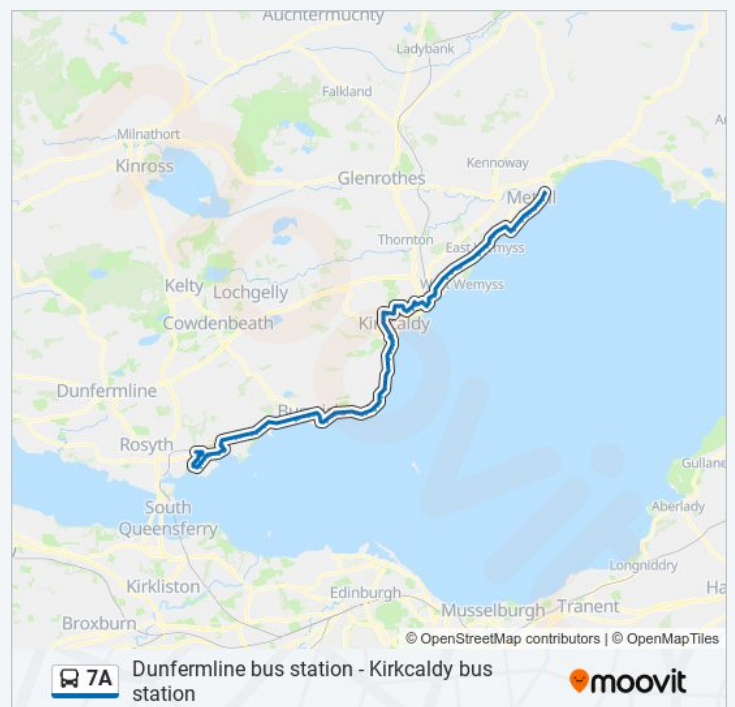 Auchtermuchty
Ladybank
Falkland
Milnathort
Kinross
Kennoway
Glenrothes
Thornton
East Wemyss
West Wemyss
Kelty
Lochgelly
Cowdenbeath
Kirkcaldy
Dunfermline
Rosyth
Gullane
South
Queensferry
Aberlady
Longniddry
Kirkliston
Edinburgh
Musselburgh
Tranent
Broxburn
© OpenStreetMap contributors | © OpenMapTiles
7A
Dunfermline bus station - Kirkcaldy bus
station
moovit